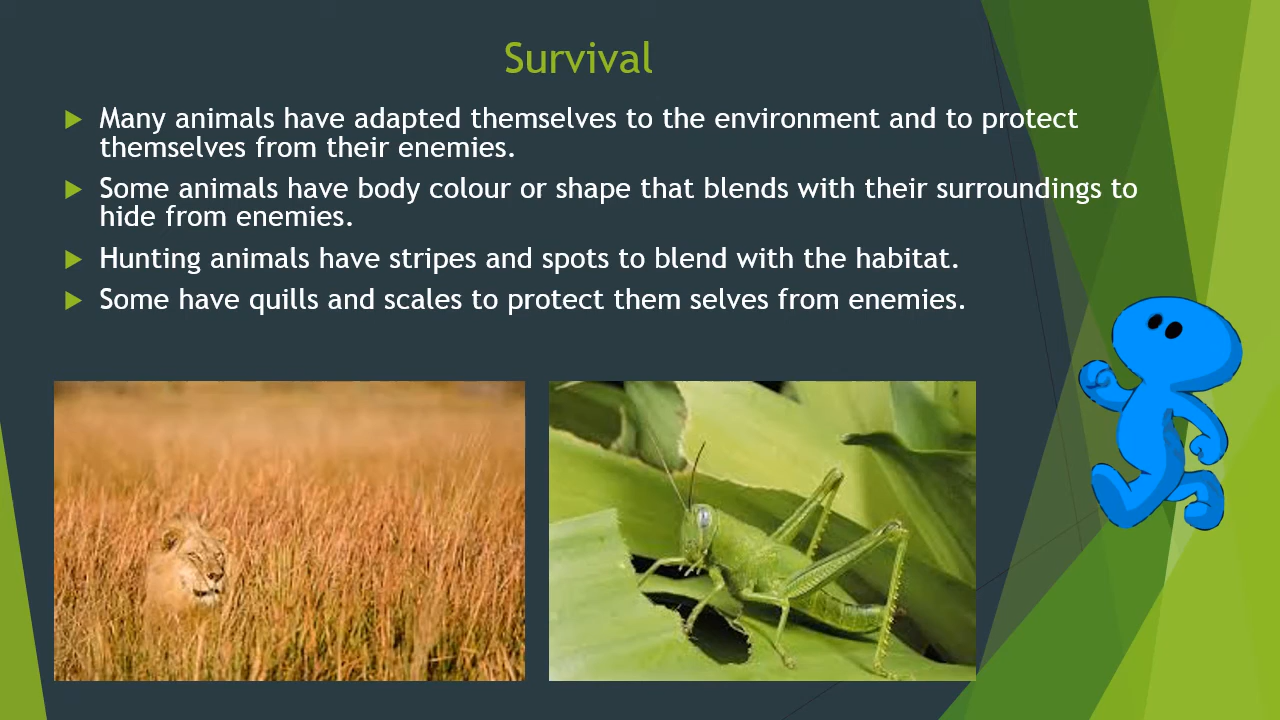 Survival
Many animals have adapted themselves to the environment and to protect
themselves from their enemies.
Some animals have body colour or shape that blends with their surroundings to
hide from enemies.
Hunting animals have stripes and spots to blend with the habitat.
Some have quills and scales to protect them selves from enemies.